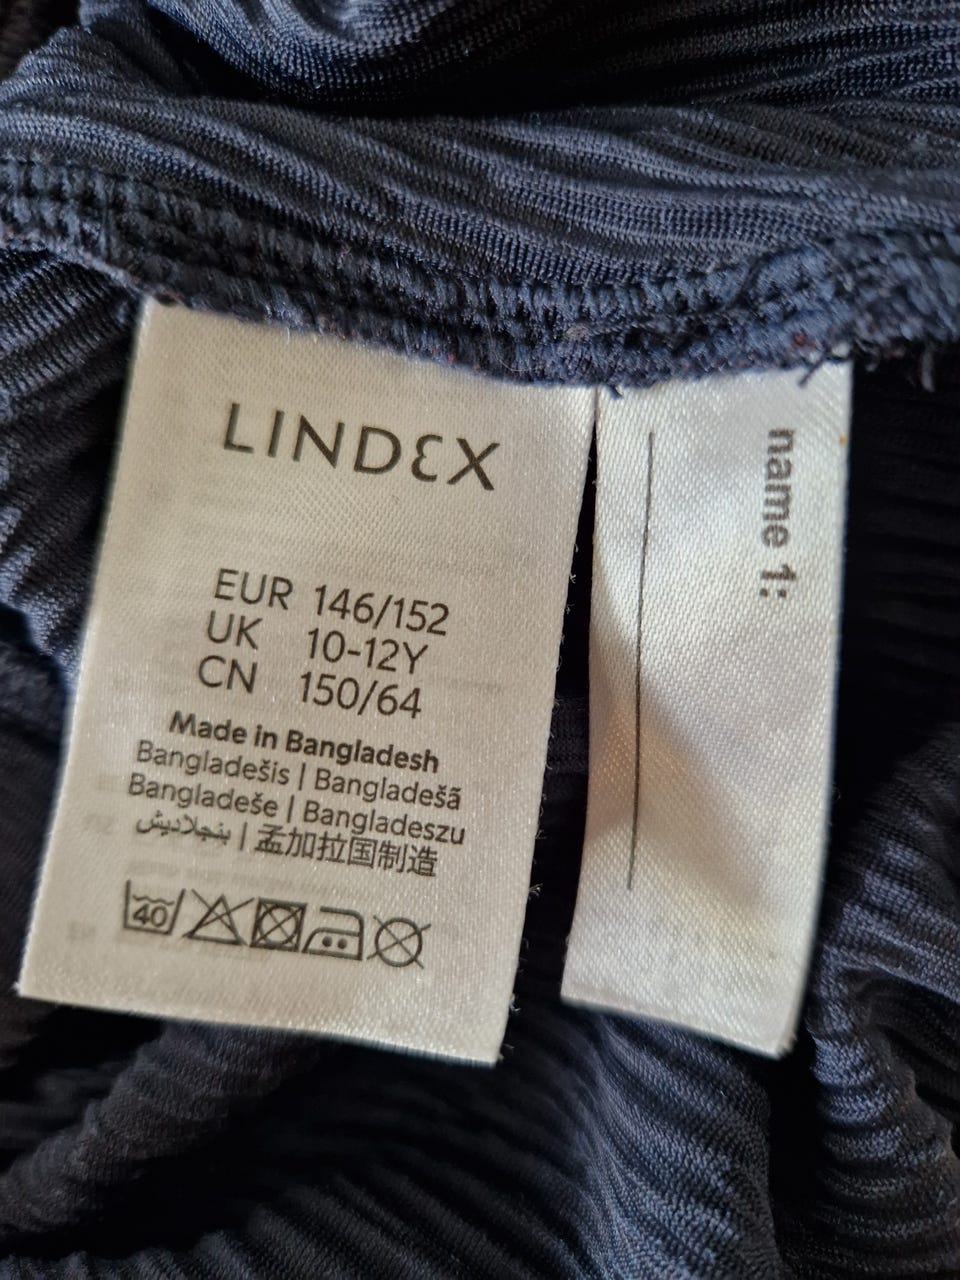 LINDEX
EUR 146/152
UK 10-12Y
CN 150/64
Made in Bangladesh
Bangladešis | Bangladešā
Bangladeše | Bangladeszu
بنجلاديش | 孟加拉国制造
40
name 1: